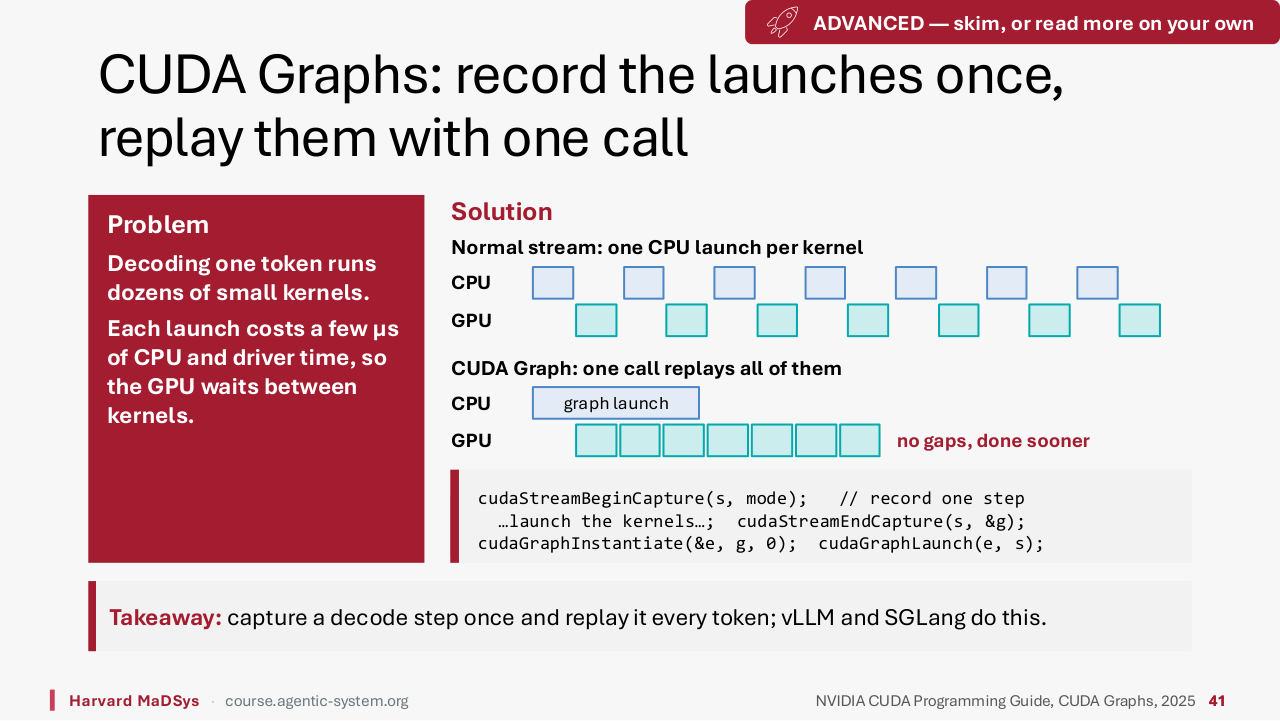 ADVANCED — skim, or read more on your own
CUDA Graphs: record the launches once,
replay them with one call
Problem
Decoding one token runs
dozens of small kernels.
Each launch costs a few µs
of CPU and driver time, so
the GPU waits between
kernels.
Solution
Normal stream: one CPU launch per kernel
CPU
GPU
CUDA Graph: one call replays all of them
CPU
graph launch
GPU
no gaps, done sooner
cudaStreamBeginCapture(s, mode);   // record one step
  …launch the kernels…;  cudaStreamEndCapture(s, &g);
cudaGraphInstantiate(&e, g, 0);  cudaGraphLaunch(e, s);
Takeaway: capture a decode step once and replay it every token; vLLM and SGLang do this.
Harvard MaDSys · course.agentic-system.org
NVIDIA CUDA Programming Guide, CUDA Graphs, 2025 41